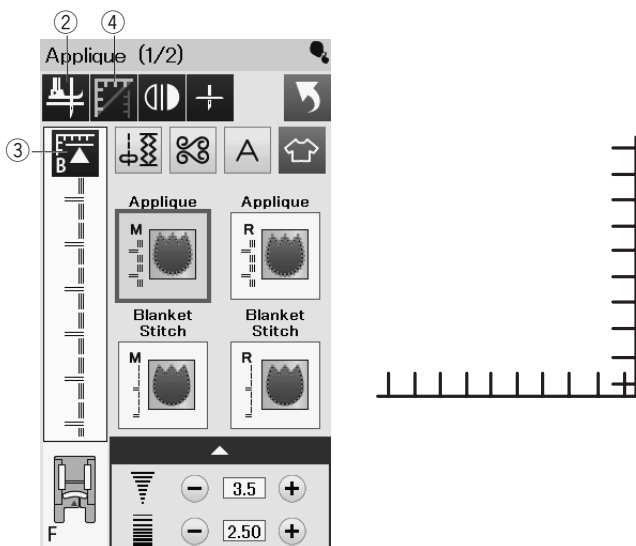 ② ④
Applique (1/2)
③
E
B
A
Applique Applique
M R
Blanket Blanket
Stitch Stitch
M R
3.5
2.50
F